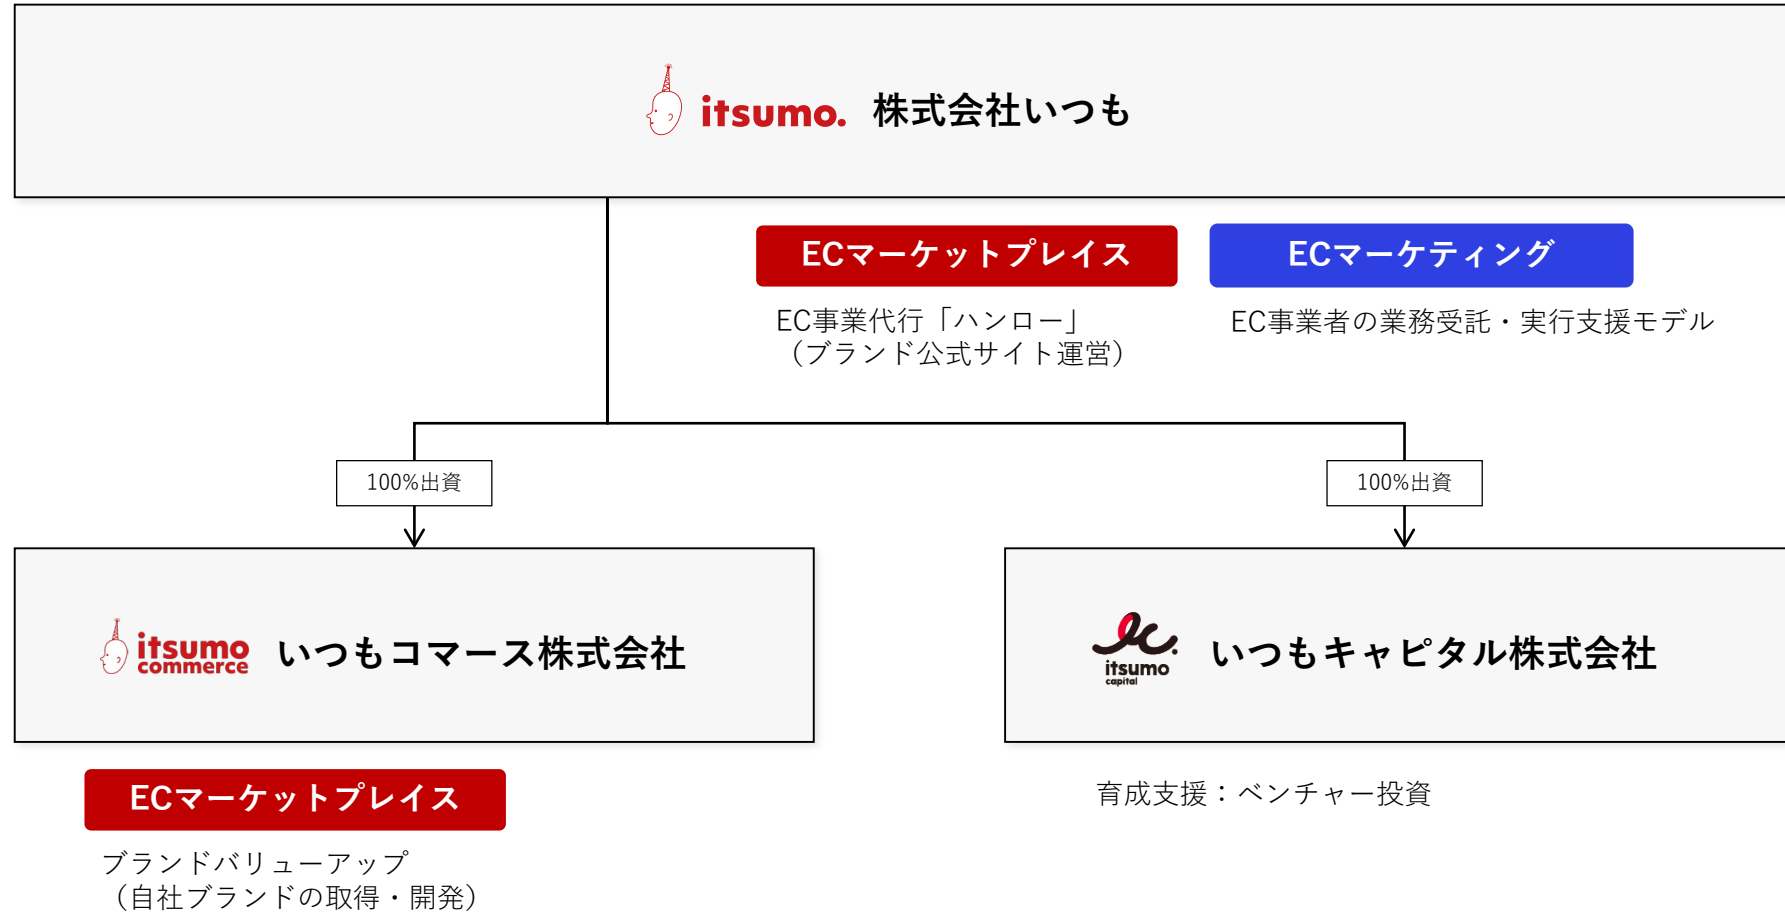 itsumo. 株式会社いつも
ECマーケットプレイス
EC事業代行「ハンロー」
（ブランド公式サイト運営）
ECマーケティング
EC事業者の業務受託・実行支援モデル
100%出資
100%出資
itsumo
commerce
いつもコマース株式会社
ec.
itsumo
capital
いつもキャピタル株式会社
ECマーケットプレイス
ブランドバリューアップ
（自社ブランドの取得・開発）
育成支援：ベンチャー投資